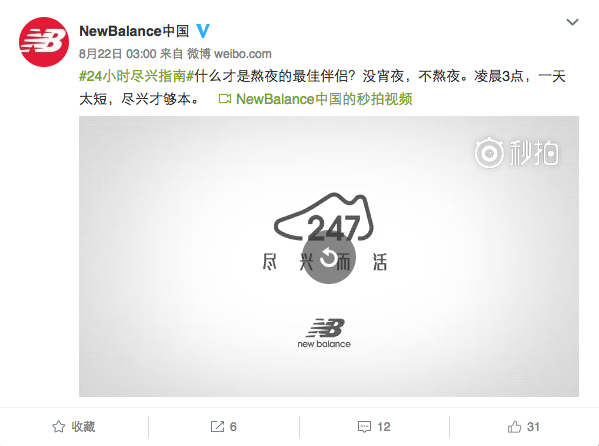 NewBalance中国
8月22日 03:00 来自 微博 weibo.com
#24小时尽兴指南#什么才是熬夜的最佳伴侣？没宵夜，不熬夜。凌晨3点，一天
太短，尽兴才够本。 NewBalance中国的秒拍视频
秒拍
247
尽兴而活
NB
new balance
收藏
6
12
31